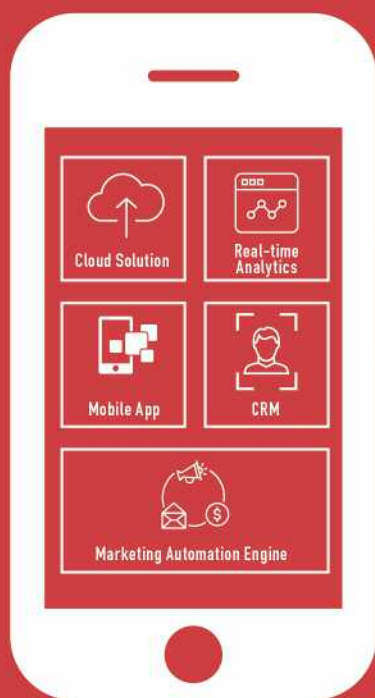 Cloud Solution
Real-time
Analytics
Mobile App
CRM
$
Marketing Automation Engine